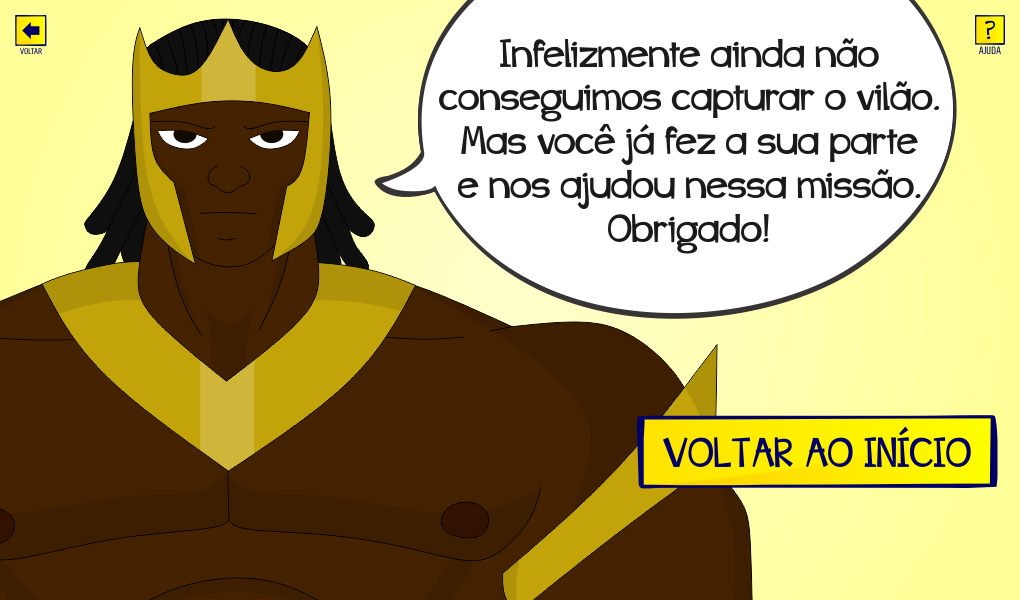 VOLTAR
?
AJUDA
Infelizmente ainda não
conseguimos capturar o vilão.
Mas você já fez a sua parte
e nos ajudou nessa missão.
Obrigado!
VOLTAR AO INÍCIO